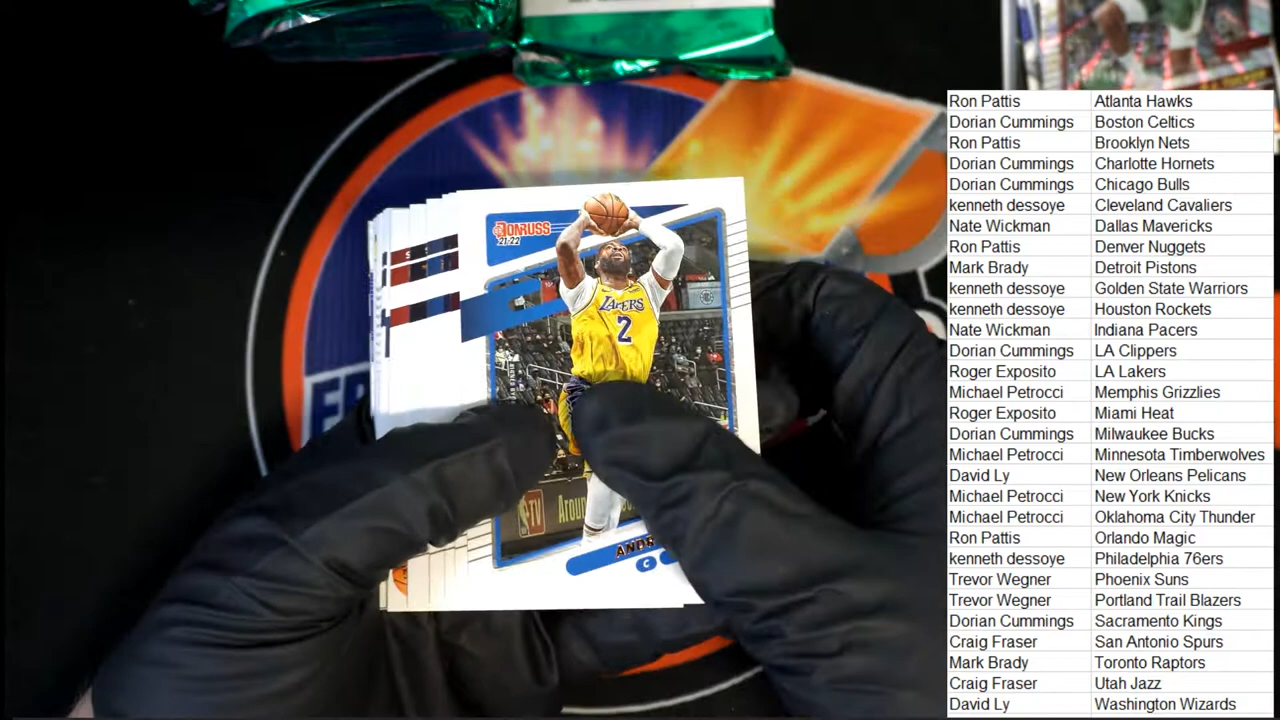 DONRUSS
21-22
LAKERS
2
TV
Ron Pattis Atlanta Hawks
Dorian Cummings Boston Celtics
Ron Pattis Brooklyn Nets
Dorian Cummings Charlotte Hornets
Dorian Cummings Chicago Bulls
kenneth dessoye Cleveland Cavaliers
Nate Wickman Dallas Mavericks
Ron Pattis Denver Nuggets
Mark Brady Detroit Pistons
kenneth dessoye Golden State Warriors
kenneth dessoye Houston Rockets
Nate Wickman Indiana Pacers
Dorian Cummings LA Clippers
Roger Exposito LA Lakers
Michael Petrocci Memphis Grizzlies
Roger Exposito Miami Heat
Dorian Cummings Milwaukee Bucks
Michael Petrocci Minnesota Timberwolves
David Ly New Orleans Pelicans
Michael Petrocci New York Knicks
Michael Petrocci Oklahoma City Thunder
Ron Pattis Orlando Magic
kenneth dessoye Philadelphia 76ers
Trevor Wegner Phoenix Suns
Trevor Wegner Portland Trail Blazers
Dorian Cummings Sacramento Kings
Craig Fraser San Antonio Spurs
Mark Brady Toronto Raptors
Craig Fraser Utah Jazz
David Ly Washington Wizards